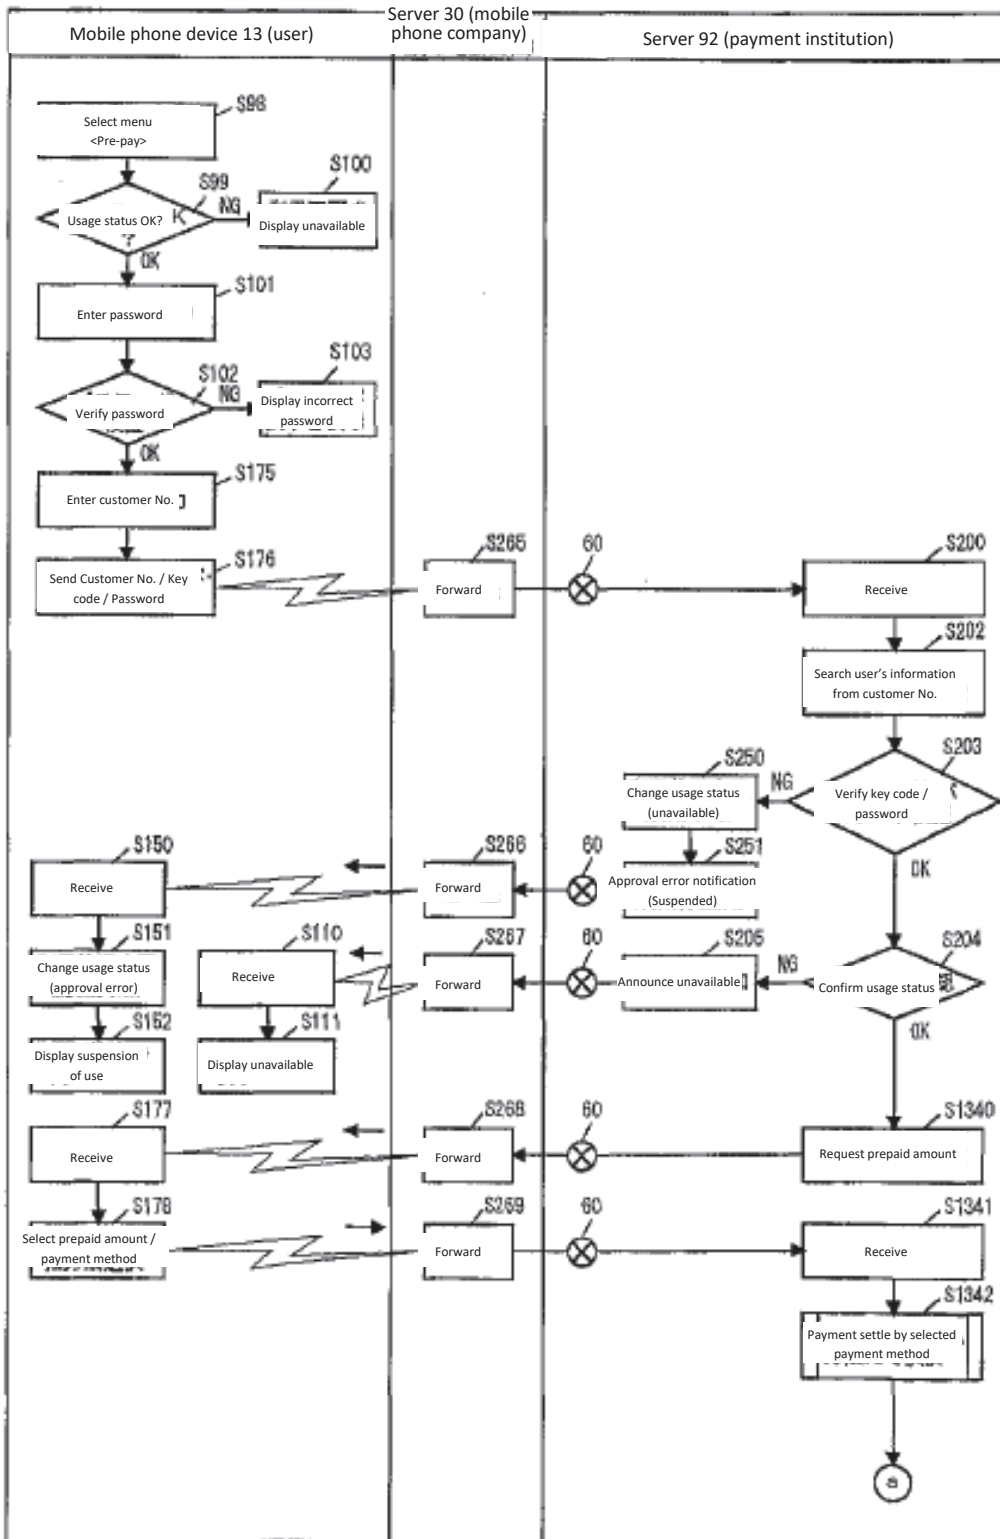 Mobile phone device 13 (user)
Server 30 (mobile
phone company)
Server 92 (payment institution)
S98
Select menu
<Pre-pay>
S99
Usage status OK?
?
NG
OK
S100
Display unavailable
S101
Enter password
S102
Verify password
NG
OK
S103
Display incorrect
password
S175
Enter customer No.
S176
Send Customer No. / Key
code / Password
S265
Forward
60
S200
Receive
S202
Search user's information
from customer No.
S203
Verify key code /
password
NG
OK
S250
Change usage status
(unavailable)
S251
Approval error notification
(Suspended)
60
S266
Forward
S150
Receive
S151
Change usage status
(approval error)
S152
Display suspension
of use
S204
Confirm usage status
NG
OK
S205
Announce unavailable
60
S267
Forward
S110
Receive
S111
Display unavailable
S1340
Request prepaid amount
60
S268
Forward
S177
Receive
S178
Select prepaid amount /
payment method
S269
Forward
60
S1341
Receive
S1342
Payment settle by selected
payment method
a